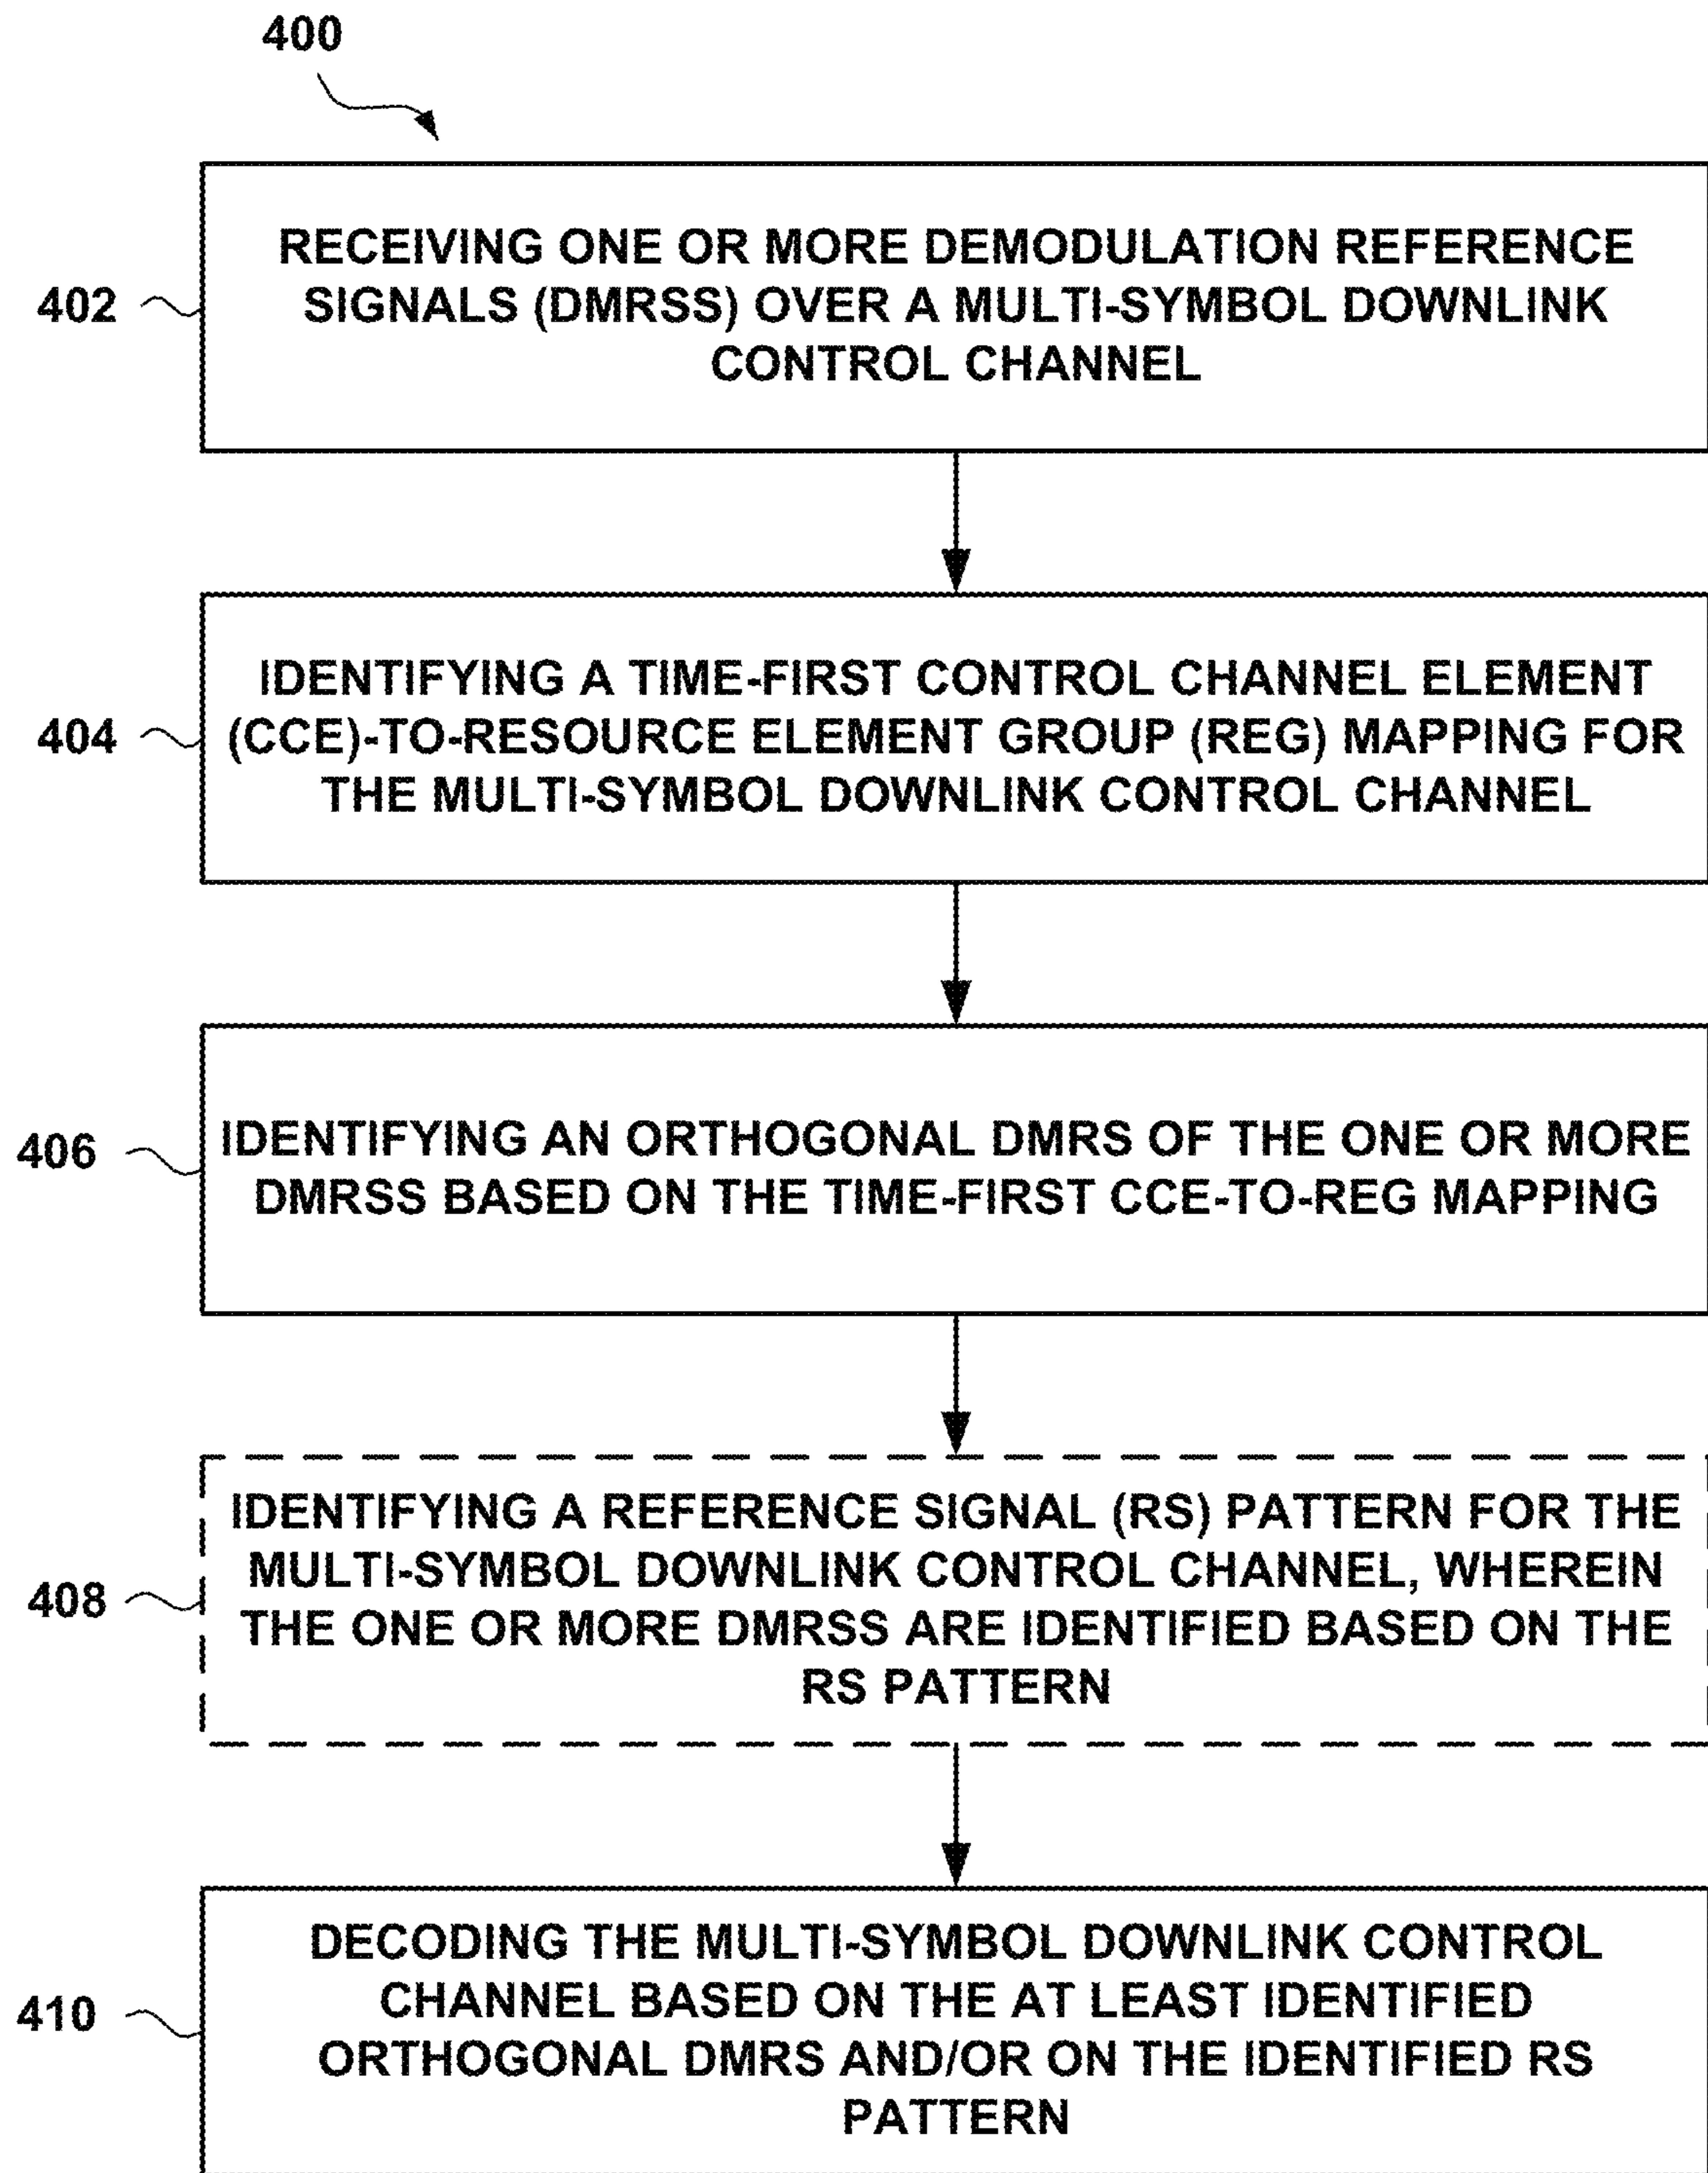 400
402
RECEIVING ONE OR MORE DEMODULATION REFERENCE
SIGNALS (DMRSS) OVER A MULTI-SYMBOL DOWNLINK
CONTROL CHANNEL
404
IDENTIFYING A TIME-FIRST CONTROL CHANNEL ELEMENT
(CCE)-TO-RESOURCE ELEMENT GROUP (REG) MAPPING FOR
THE MULTI-SYMBOL DOWNLINK CONTROL CHANNEL
406
IDENTIFYING AN ORTHOGONAL DMRS OF THE ONE OR MORE
DMRSS BASED ON THE TIME-FIRST CCE-TO-REG MAPPING
408
IDENTIFYING A REFERENCE SIGNAL (RS) PATTERN FOR THE
MULTI-SYMBOL DOWNLINK CONTROL CHANNEL, WHEREIN
THE ONE OR MORE DMRSS ARE IDENTIFIED BASED ON THE
RS PATTERN
410
DECODING THE MULTI-SYMBOL DOWNLINK CONTROL
CHANNEL BASED ON THE AT LEAST IDENTIFIED
ORTHOGONAL DMRS AND/OR ON THE IDENTIFIED RS
PATTERN